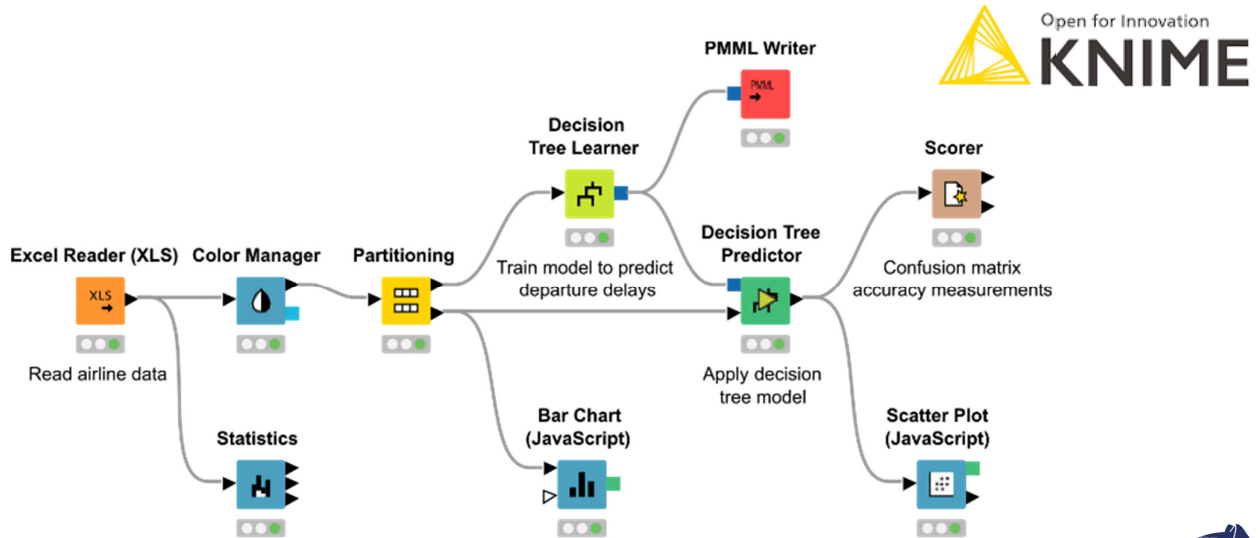 Open for Innovation
KNIME
PMML Writer
PMML
Decision
Tree Learner
Scorer
Train model to predict
departure delays
Decision Tree
Predictor
Confusion matrix
accuracy measurements
Excel Reader (XLS)
XLS
Read airline data
Color Manager
Partitioning
Apply decision
tree model
Statistics
Bar Chart
(JavaScript)
Scatter Plot
(JavaScript)